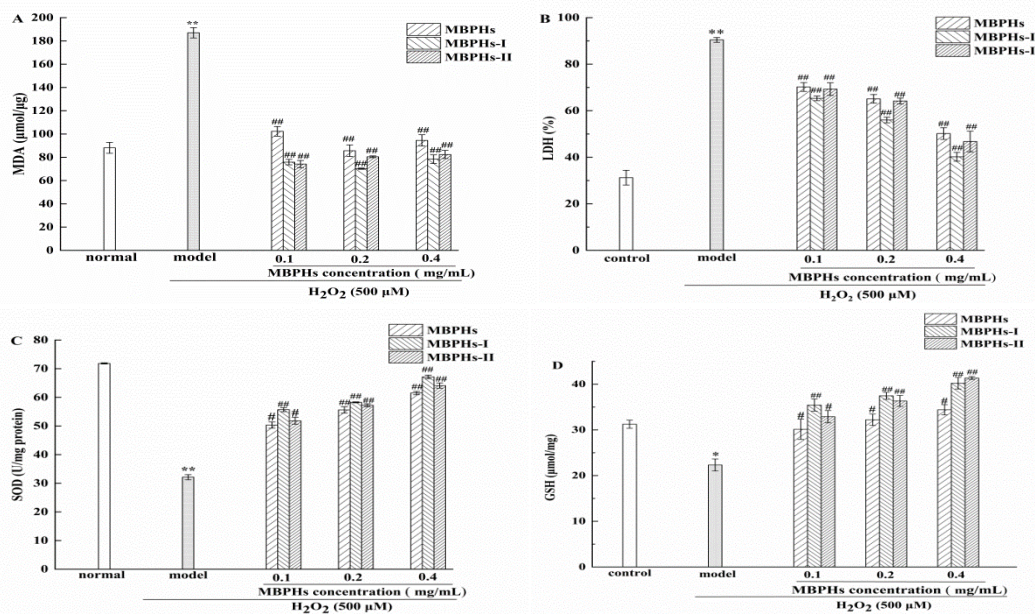 A
MDA (μmol/μg)
200
180
160
140
120
100
80
60
40
20
0
**
MBPHs
MBPHs-I
MBPHs-II
##
##
##
##
##
##
##
##
##
normal
model
0.1
0.2
0.4
MBPHs concentration ( mg/mL)
H2O2 (500 μM)
B
LDH (%)
100
80
60
40
20
0
**
MBPHs
MBPHs-I
MBPHs-I
##
##
##
##
##
##
##
##
##
control
model
0.1
0.2
0.4
MBPHs concentration ( mg/mL)
H2O2 (500 μM)
C
SOD (U/mg protein)
80
70
60
50
40
30
20
10
0
**
MBPHs
MBPHs-I
MBPHs-II
#
##
#
##
##
##
##
##
##
normal
model
0.1
0.2
0.4
MBPHs concentration ( mg/mL)
H2O2 (500 μM)
D
GSH (μmol/mg)
40
30
20
10
0
*
MBPHs
MBPHs-I
MBPHs-II
#
##
#
#
##
##
#
##
##
control
model
0.1
0.2
0.4
MBPHs concentration ( mg/mL)
H2O2 (500 μM)